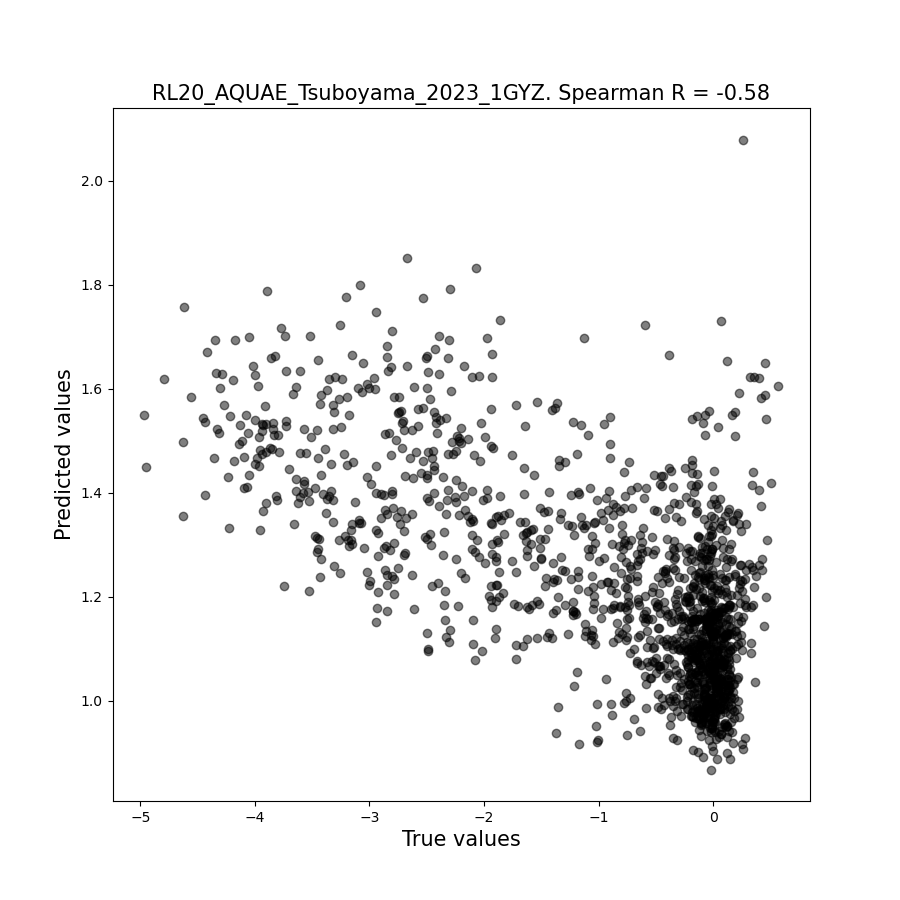 RL20_AQUAE_Tsuboyama_2023_1GYZ. Spearman R = -0.58
Predicted values
2.0
1.8
1.6
1.4
1.2
1.0
−5 −4 −3 −2 −1 0
True values